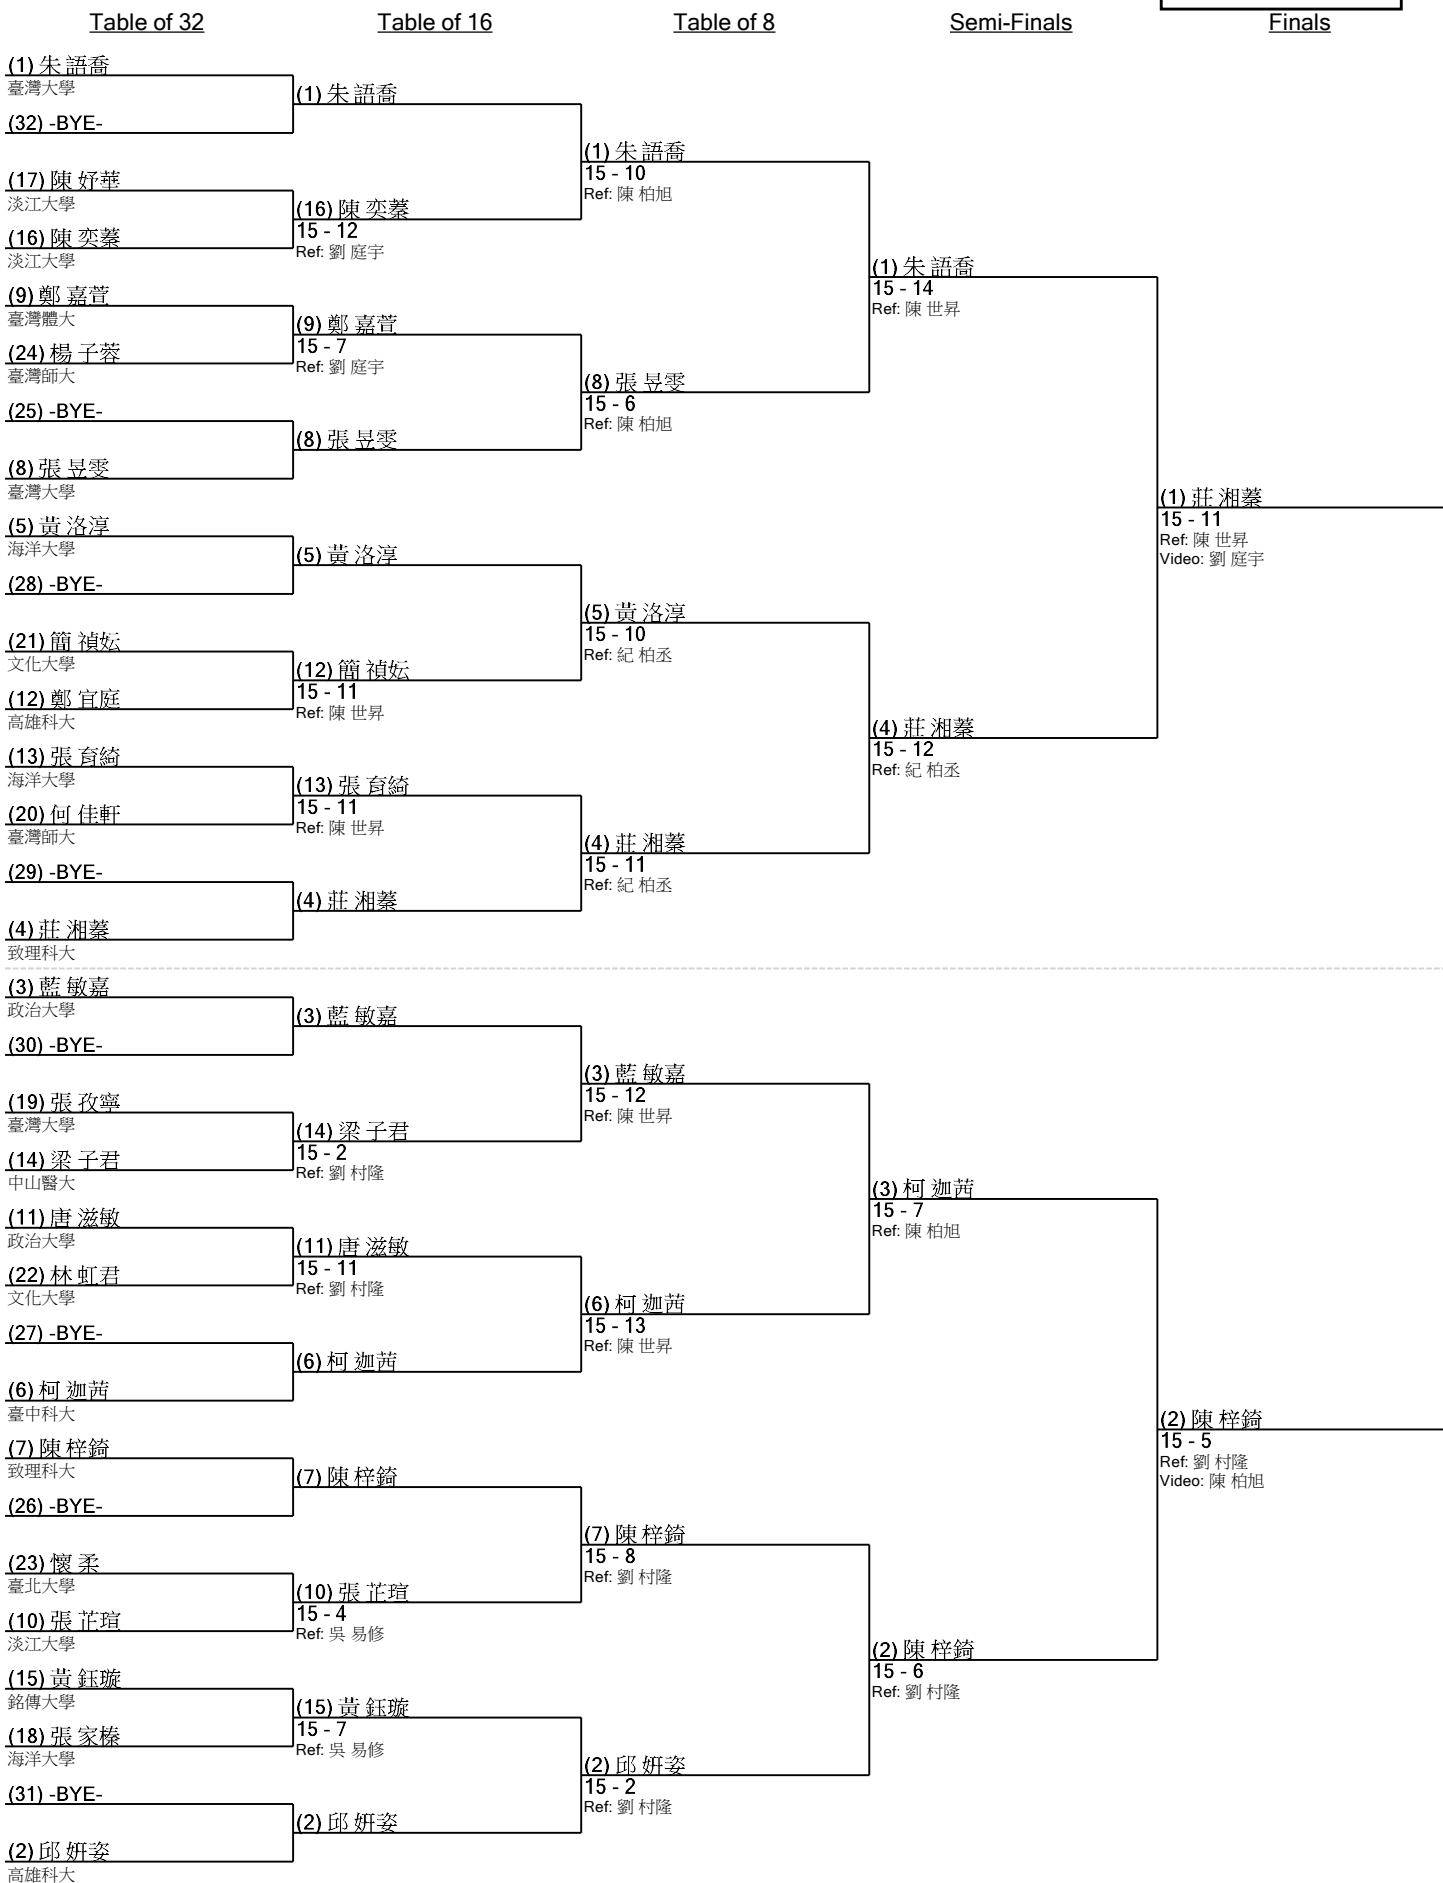 Table of 32
Table of 16
Table of 8
Semi-Finals
Finals
(1) 朱 語喬
臺灣大學
(32) -BYE-
(17) 陳 妤華
淡江大學
(16) 陳 奕蓁
淡江大學
(9) 鄭 嘉萱
臺灣體大
(24) 楊 子蓉
臺灣師大
(25) -BYE-
(8) 張 昱雯
臺灣大學
(5) 黃 洛淳
海洋大學
(28) -BYE-
(21) 簡 禎妘
文化大學
(12) 鄭 宜庭
高雄科大
(13) 張 育綺
海洋大學
(20) 何 佳軒
臺灣師大
(29) -BYE-
(4) 莊 湘蓁
致理科大
(3) 藍 敏嘉
政治大學
(30) -BYE-
(19) 張 孜寧
臺灣大學
(14) 梁 子君
中山醫大
(11) 唐 滋敏
政治大學
(22) 林 虹君
文化大學
(27) -BYE-
(6) 柯 迦茜
臺中科大
(7) 陳 梓錡
致理科大
(26) -BYE-
(23) 懷 柔
臺北大學
(10) 張 芷瑄
淡江大學
(15) 黃 鈺璇
銘傳大學
(18) 張 家榛
海洋大學
(31) -BYE-
(2) 邱 妍姿
高雄科大
(1) 朱 語喬
(16) 陳 奕蓁
15 - 12
Ref: 劉 庭宇
(9) 鄭 嘉萱
15 - 7
Ref: 劉 庭宇
(8) 張 昱雯
(5) 黃 洛淳
(12) 簡 禎妘
15 - 11
Ref: 陳 世昇
(13) 張 育綺
15 - 11
Ref: 陳 世昇
(4) 莊 湘蓁
(3) 藍 敏嘉
(14) 梁 子君
15 - 2
Ref: 劉 村隆
(11) 唐 滋敏
15 - 11
Ref: 劉 村隆
(6) 柯 迦茜
(7) 陳 梓錡
(10) 張 芷瑄
15 - 4
Ref: 吳 易修
(15) 黃 鈺璇
15 - 7
Ref: 吳 易修
(2) 邱 妍姿
(1) 朱 語喬
15 - 10
Ref: 陳 柏旭
(8) 張 昱雯
15 - 6
Ref: 陳 柏旭
(5) 黃 洛淳
15 - 10
Ref: 紀 柏丞
(4) 莊 湘蓁
15 - 11
Ref: 紀 柏丞
(3) 藍 敏嘉
15 - 12
Ref: 陳 世昇
(6) 柯 迦茜
15 - 13
Ref: 陳 世昇
(7) 陳 梓錡
15 - 8
Ref: 劉 村隆
(2) 邱 妍姿
15 - 2
Ref: 劉 村隆
(1) 朱 語喬
15 - 14
Ref: 陳 世昇
(4) 莊 湘蓁
15 - 12
Ref: 紀 柏丞
(3) 柯 迦茜
15 - 7
Ref: 陳 柏旭
(2) 陳 梓錡
15 - 6
Ref: 劉 村隆
(1) 莊 湘蓁
15 - 11
Ref: 陳 世昇
Video: 劉 庭宇
(2) 陳 梓錡
15 - 5
Ref: 劉 村隆
Video: 陳 柏旭